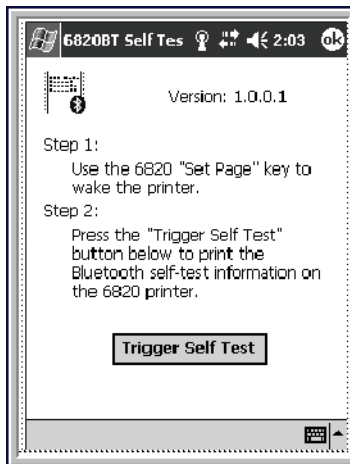 6820BT Self Tes 2:03 ok
Version: 1.0.0.1
Step 1:
Use the 6820 "Set Page" key to
wake the printer.
Step 2:
Press the "Trigger Self Test"
button below to print the
Bluetooth self-test information on
the 6820 printer.
Trigger Self Test